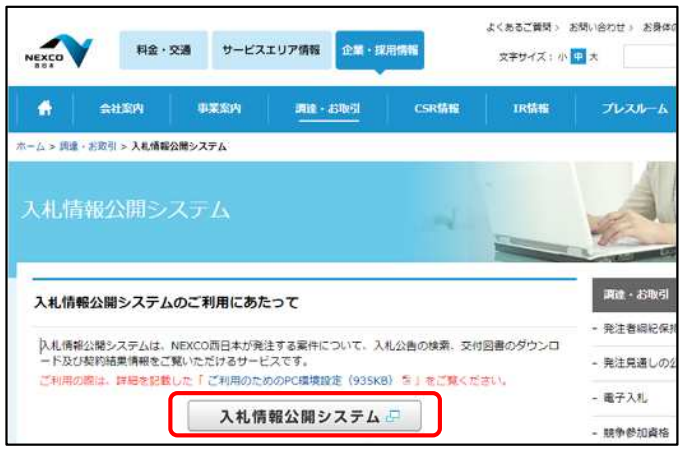 よくあるご質問 お問い合わせ お身体の
NEXCO
西日本
料金・交通 サービスエリア情報 企業・採用情報
文字サイズ： 小 中 大
会社案内 事業案内 調達・お取引 CSR情報 IR情報 プレスルーム
ホーム > 調達・お取引 > 入札情報公開システム
入札情報公開システム
入札情報公開システムのご利用にあたって
入札情報公開システムは、NEXCO西日本が発注する案件について、入札公告の検索、交付図書のダウンロ
ード及び契約結果情報をご覧いただけるサービスです。
ご利用の際は、詳細を記載した「 ご利用のためのPC環境設定（935KB） 」をご覧ください。
入札情報公開システム
調達・お取引
- 発注者綱紀保持
- 発注見通しの公
- 電子入札
- 競争参加資格